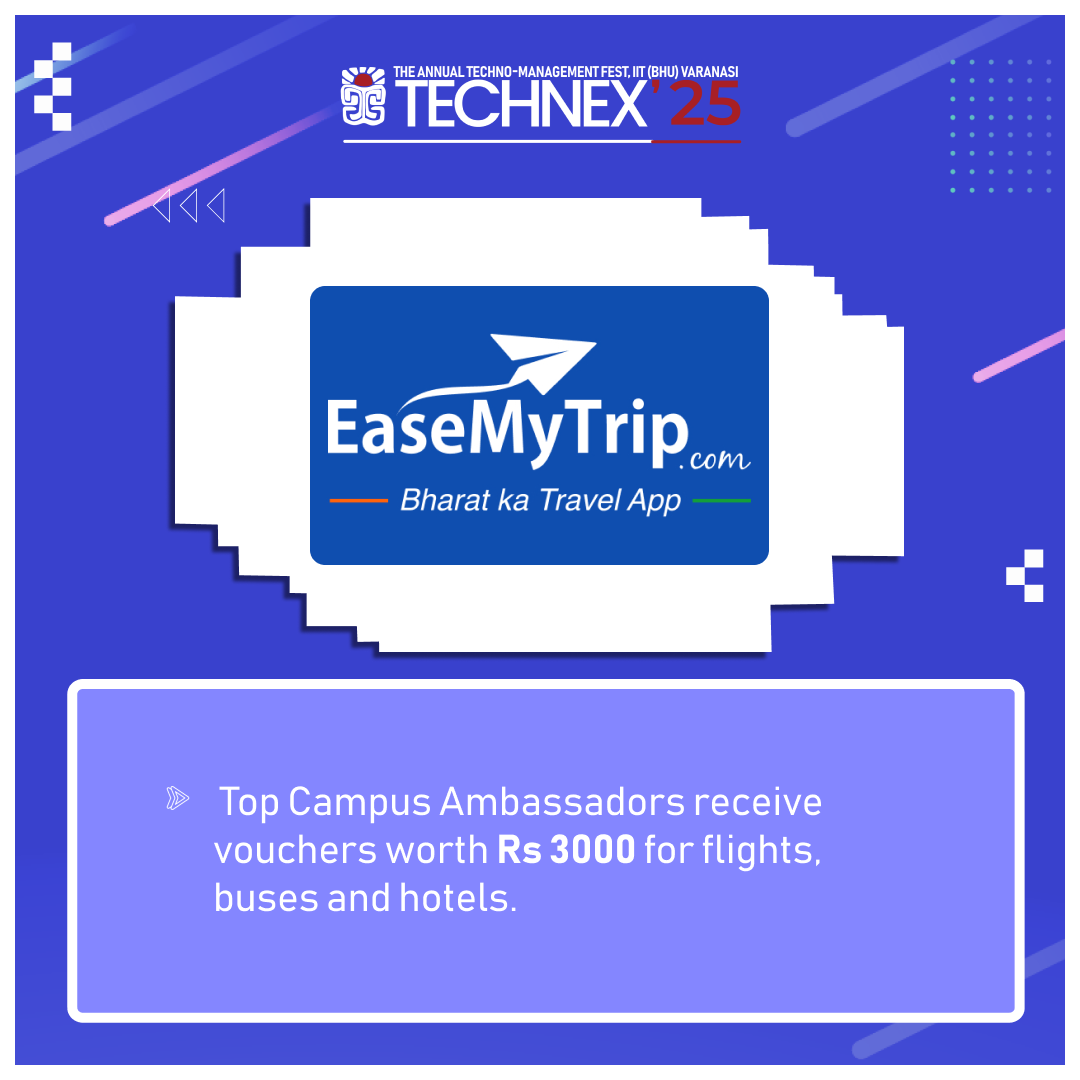 THE ANNUAL TECHNO-MANAGEMENT FEST, IIT (BHU) VARANASI
TECHNEX'25
EaseMyTrip.com
Bharat ka Travel App
Top Campus Ambassadors receive
vouchers worth Rs 3000 for flights,
buses and hotels.